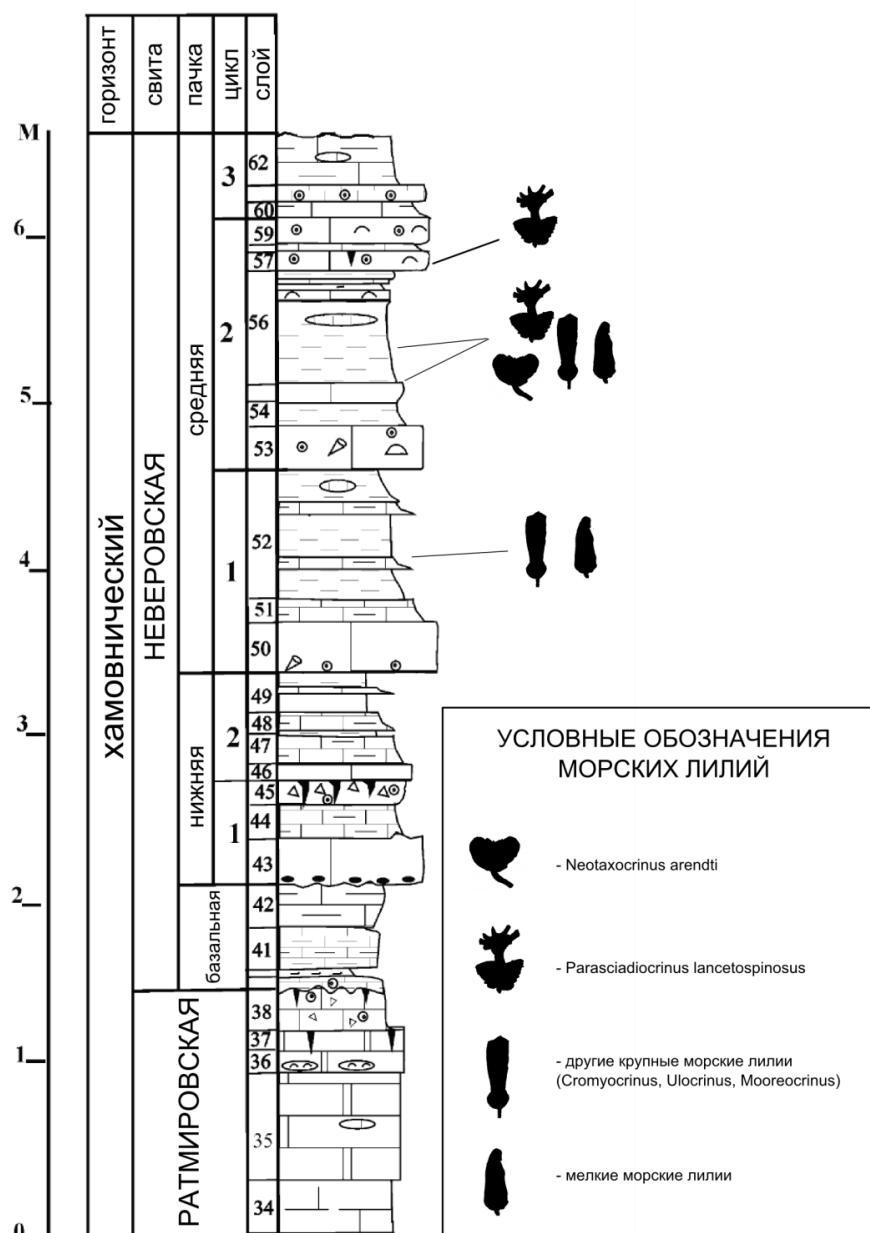 горизонт
свита
пачка
цикл
слой
М
6
5
4
3
2
1
0
хамовнический
НЕВЕРОВСКАЯ
РАТМИРОВСКАЯ
средняя
нижняя
базальная
3
2
1
2
1
62
60
59
57
56
54
53
52
51
50
49
48
47
46
45
44
43
42
41
38
37
36
35
34
УСЛОВНЫЕ ОБОЗНАЧЕНИЯ
МОРСКИХ ЛИЛИЙ
- Neotaxocrinus arendti
- Parasciadiocrinus lancetospinosus
- другие крупные морские лилии
(Cromyocrinus, Ulocrinus, Mooreocrinus)
- мелкие морские лилии